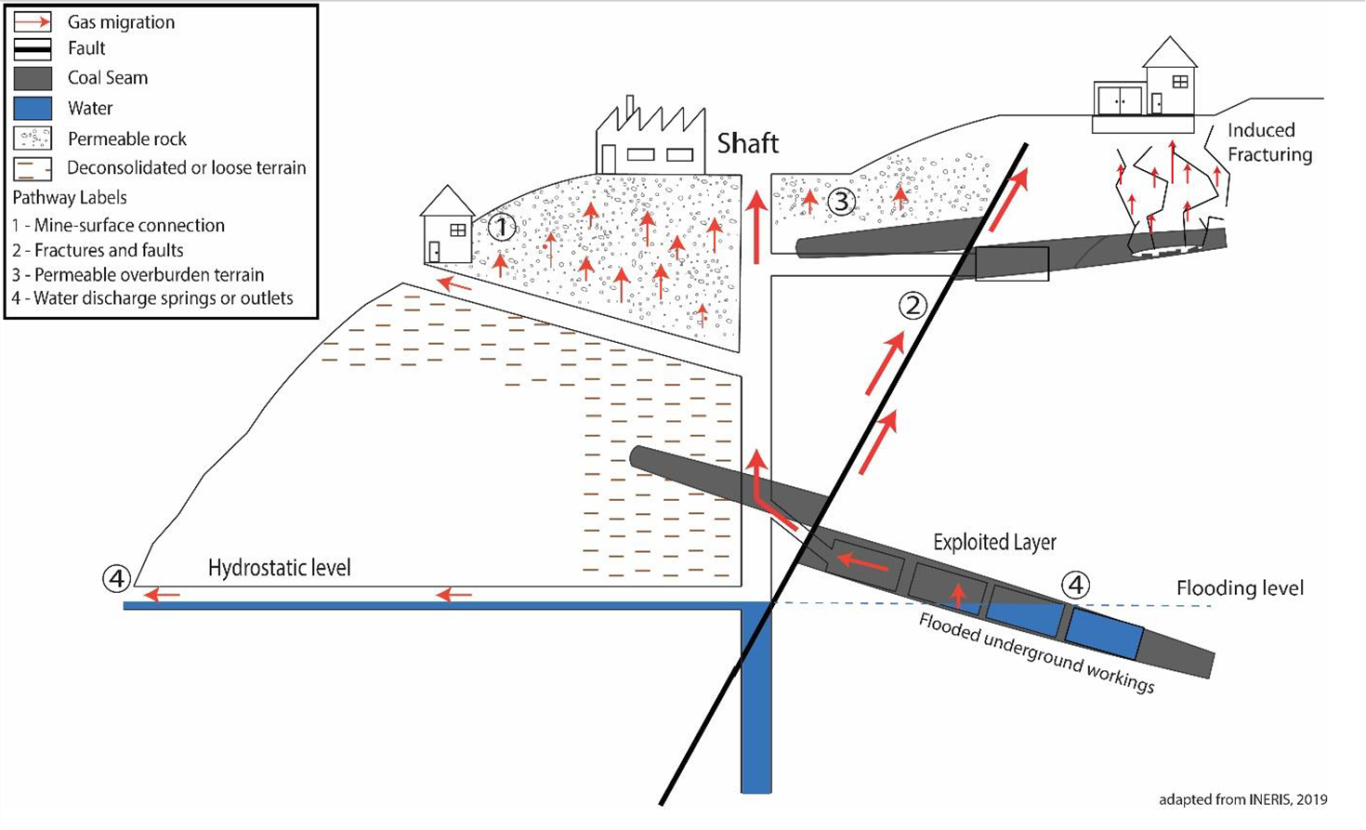 Gas migration
Fault
Coal Seam
Water
Permeable rock
Deconsolidated or loose terrain
Pathway Labels
1 - Mine-surface connection
2 - Fractures and faults
3 - Permeable overburden terrain
4 - Water discharge springs or outlets
Shaft
Induced
Fracturing
1
3
2
Exploited Layer
Hydrostatic level
4
4
Flooding level
Flooded underground workings
adapted from INERIS, 2019